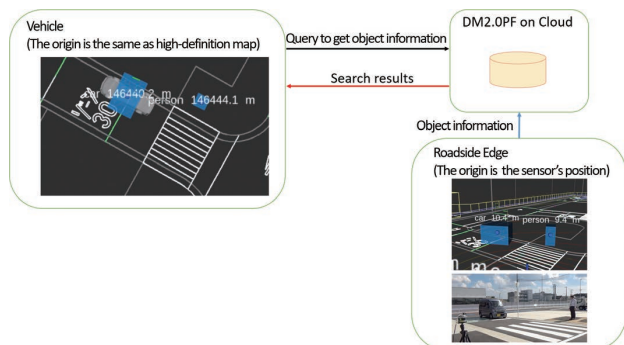 Vehicle
(The origin is the same as high-definition map)
car 146440.2 m
person 146444.1 m
30
Query to get object information
Search results
DM2.0PF on Cloud
Object information
Roadside Edge
(The origin is the sensor's position)
car 10.4 m
person 9.4 m